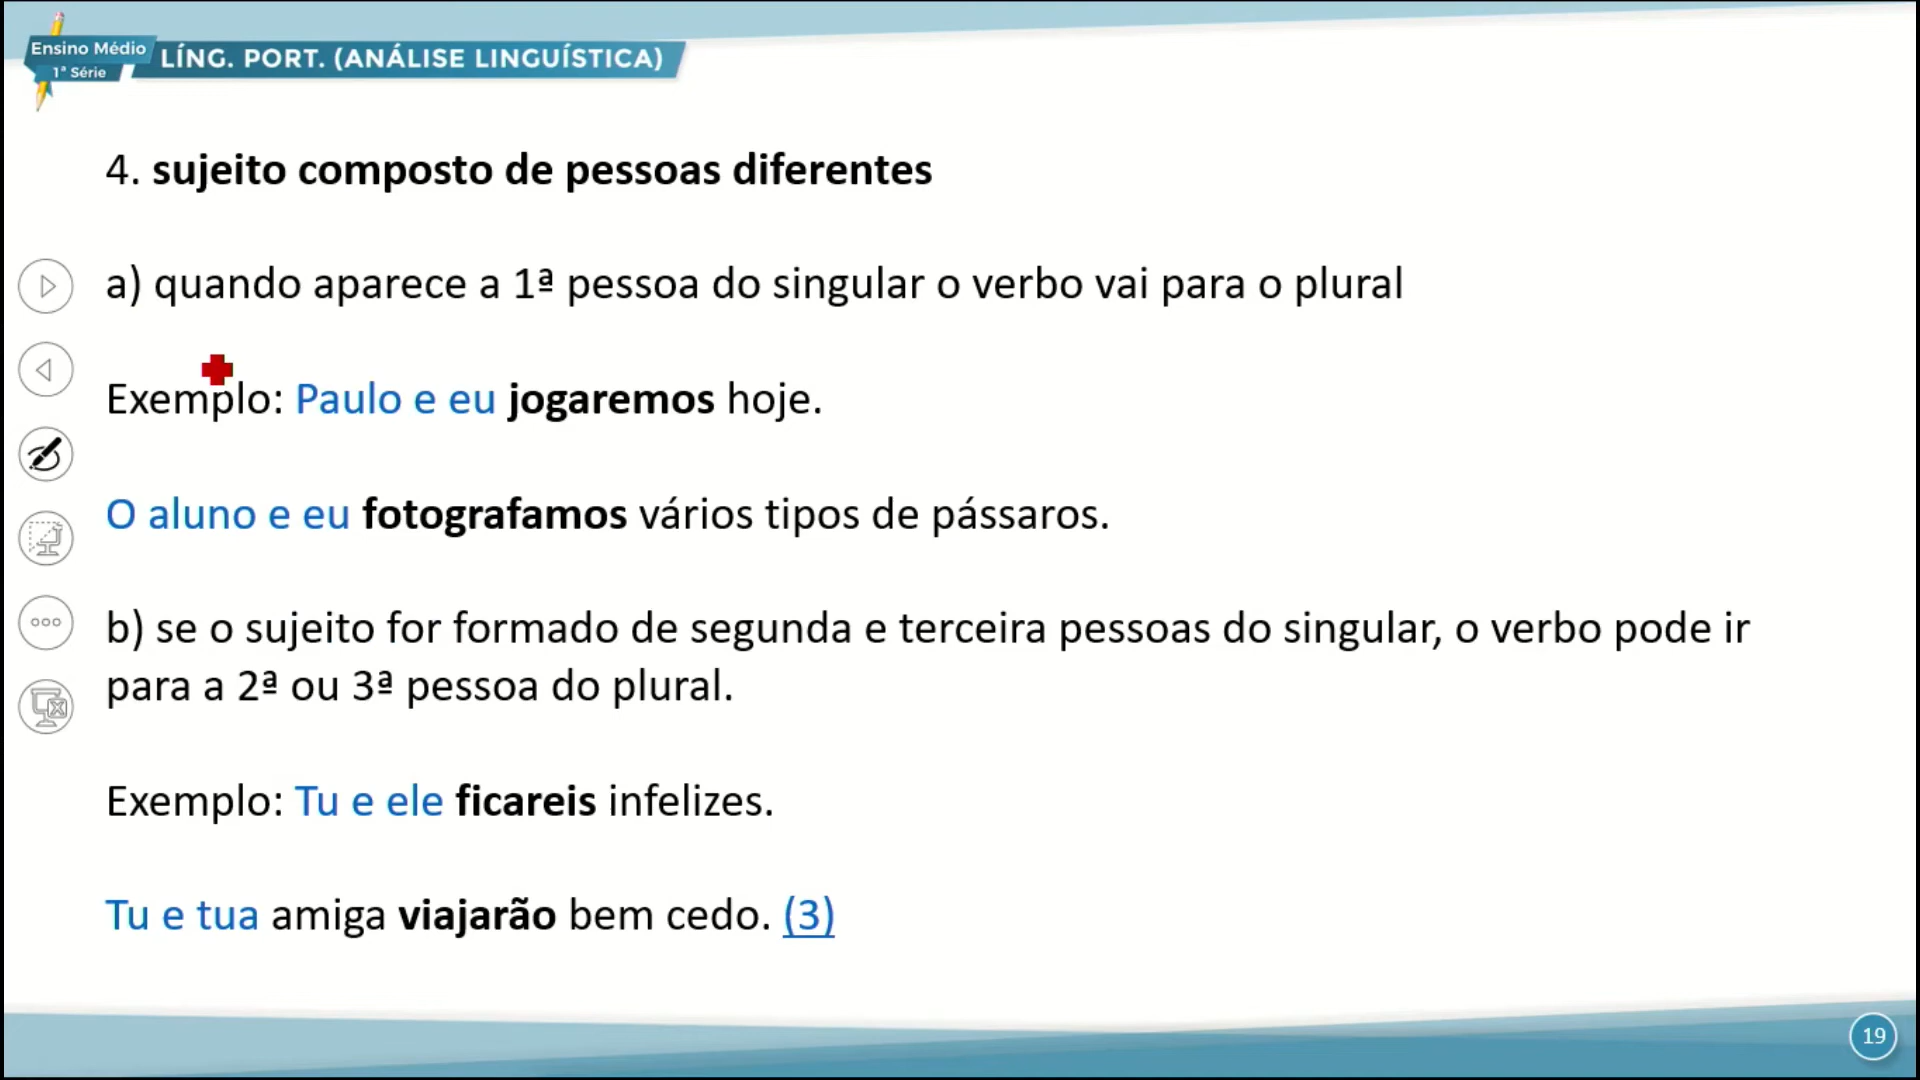 Ensino Médio
1ª Série
LÍNG. PORT. (ANÁLISE LINGUÍSTICA)
4. sujeito composto de pessoas diferentes
a) quando aparece a 1ª pessoa do singular o verbo vai para o plural
Exemplo: Paulo e eu jogaremos hoje.
O aluno e eu fotografamos vários tipos de pássaros.
b) se o sujeito for formado de segunda e terceira pessoas do singular, o verbo pode ir
para a 2ª ou 3ª pessoa do plural.
Exemplo: Tu e ele ficareis infelizes.
Tu e tua amiga viajarão bem cedo. (3)
19